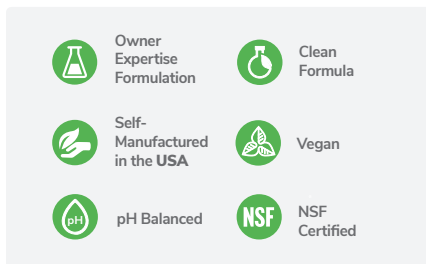 Owner
Expertise
Formulation
Clean
Formula
Self-
Manufactured
in the USA
Vegan
pH
pH Balanced
NSF
NSF
Certified